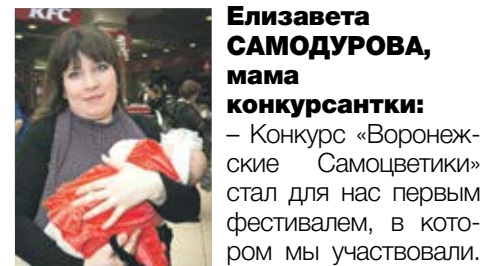 KFC
Елизавета
САМОДУРОВА,
мама
конкурсантки:
– Конкурс «Воронеж-
ские Самоцветики»
стал для нас первым
фестивалем, в кото-
ром мы участвовали.